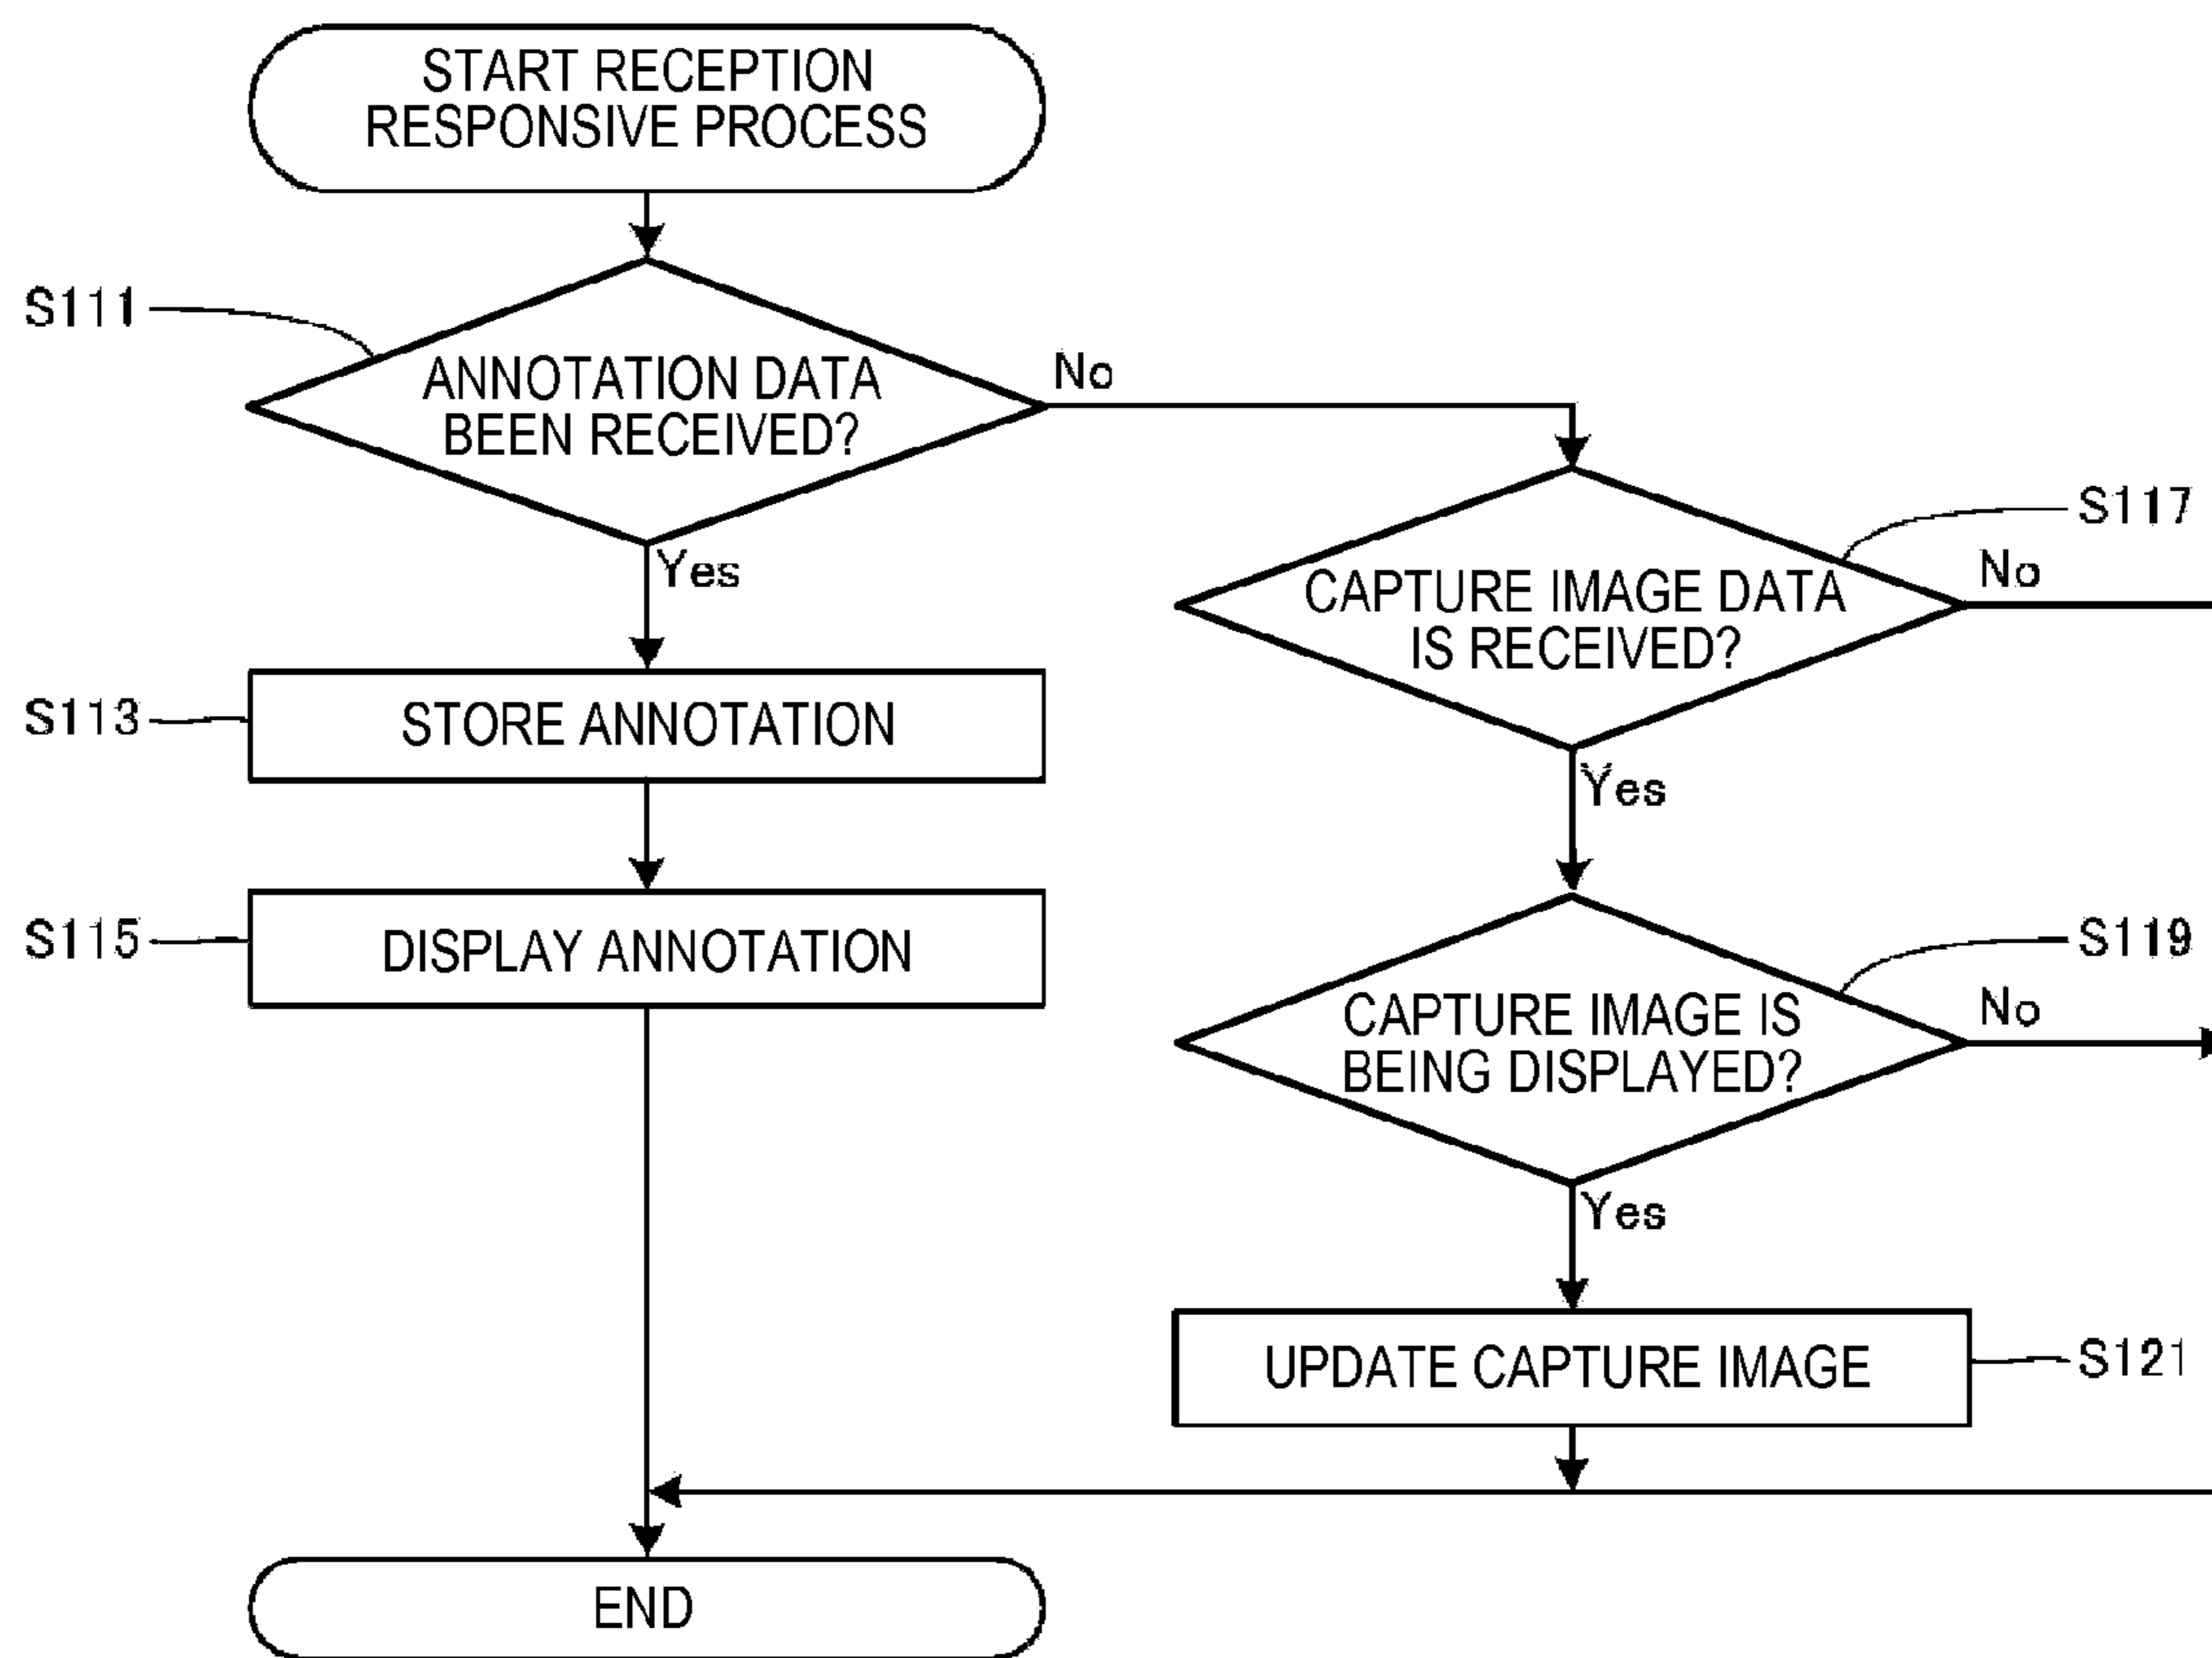 START RECEPTION
RESPONSIVE PROCESS
S111
ANNOTATION DATA
BEEN RECEIVED?
No
Yes
S117
CAPTURE IMAGE DATA
IS RECEIVED?
No
Yes
S113
STORE ANNOTATION
S115
DISPLAY ANNOTATION
S119
CAPTURE IMAGE IS
BEING DISPLAYED?
No
Yes
UPDATE CAPTURE IMAGE
S121
END